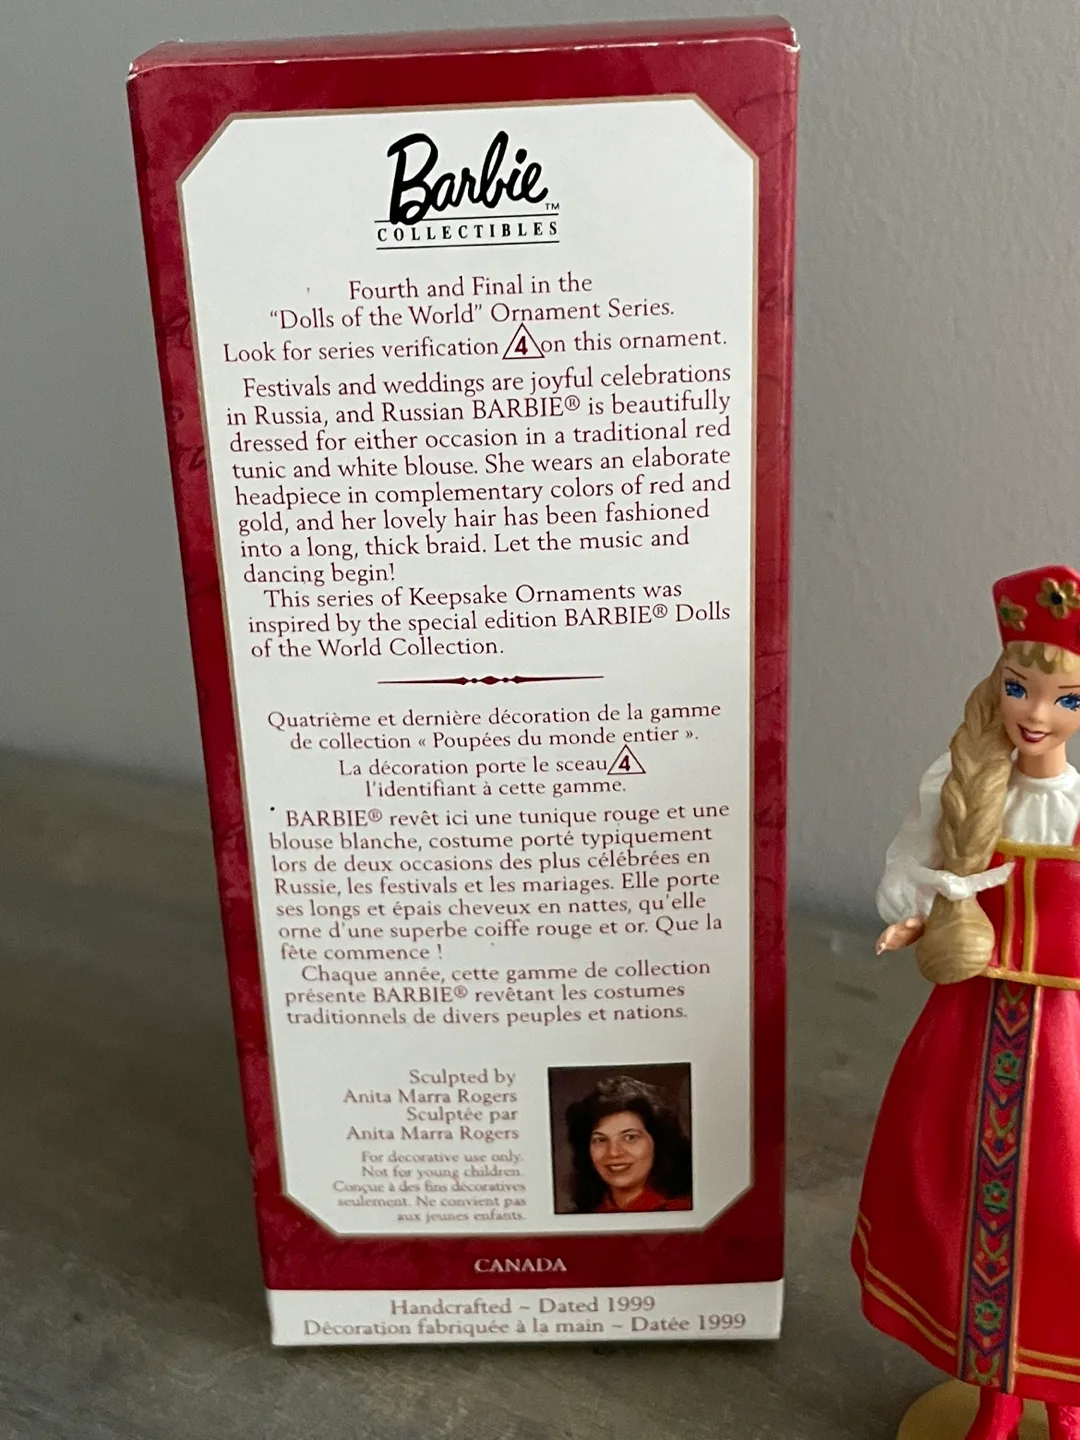 Barbie™
COLLECTIBLES
Fourth and Final in the
“Dolls of the World” Ornament Series.
Look for series verification 4 on this ornament.
Festivals and weddings are joyful celebrations
in Russia, and Russian BARBIE® is beautifully
dressed for either occasion in a traditional red
tunic and white blouse. She wears an elaborate
headpiece in complementary colors of red and
gold, and her lovely hair has been fashioned
into a long, thick braid. Let the music and
dancing begin!
This series of Keepsake Ornaments was
inspired by the special edition BARBIE® Dolls
of the World Collection.
Quatrième et dernière décoration de la gamme
de collection « Poupées du monde entier ».
La décoration porte le sceau 4
l'identifiant à cette gamme.
BARBIE® revêt ici une tunique rouge et une
blouse blanche, costume porté typiquement
lors de deux occasions des plus célébrées en
Russie, les festivals et les mariages. Elle porte
ses longs et épais cheveux en nattes, qu'elle
orne d'une superbe coiffe rouge et or. Que la
fête commence !
Chaque année, cette gamme de collection
présente BARBIE® revêtant les costumes
traditionnels de divers peuples et nations.
Sculpted by
Anita Marra Rogers
Sculptée par
Anita Marra Rogers
For decorative use only.
Not for young children.
Conçue à des fins décoratives
seulement. Ne convient pas
aux jeunes enfants.
CANADA
Handcrafted ~ Dated 1999
Décoration fabriquée à la main ~ Datée 1999